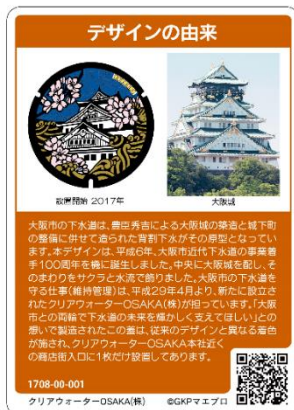 デザインの由来
設置開始 2017年
大阪城
大阪市の下水道は、豊臣秀吉による大阪城の築造と城下町
の整備に併せて造られた背割下水がその原型となってい
ます。本デザインは、平成6年、大阪市近代下水道の事業着
手100周年を機に誕生しました。中央に大阪城を配し、そ
のまわりをサクラと水流で飾りました。大阪市の下水道を
守る仕事(維持管理)は、平成29年4月より、新たに設立さ
れたクリアウォーターOSAKA(株)が担っています。「大阪
市との両輪で下水道の未来を輝かしく支えてほしい」との
想いで製造されたこの蓋は、従来のデザインと異なる着色
が施され、クリアウォーターOSAKA本社近く
の商店街入口に1枚だけ設置してあります。
1708-00-001
クリアウォーターOSAKA(株) ©GKPマエプロ